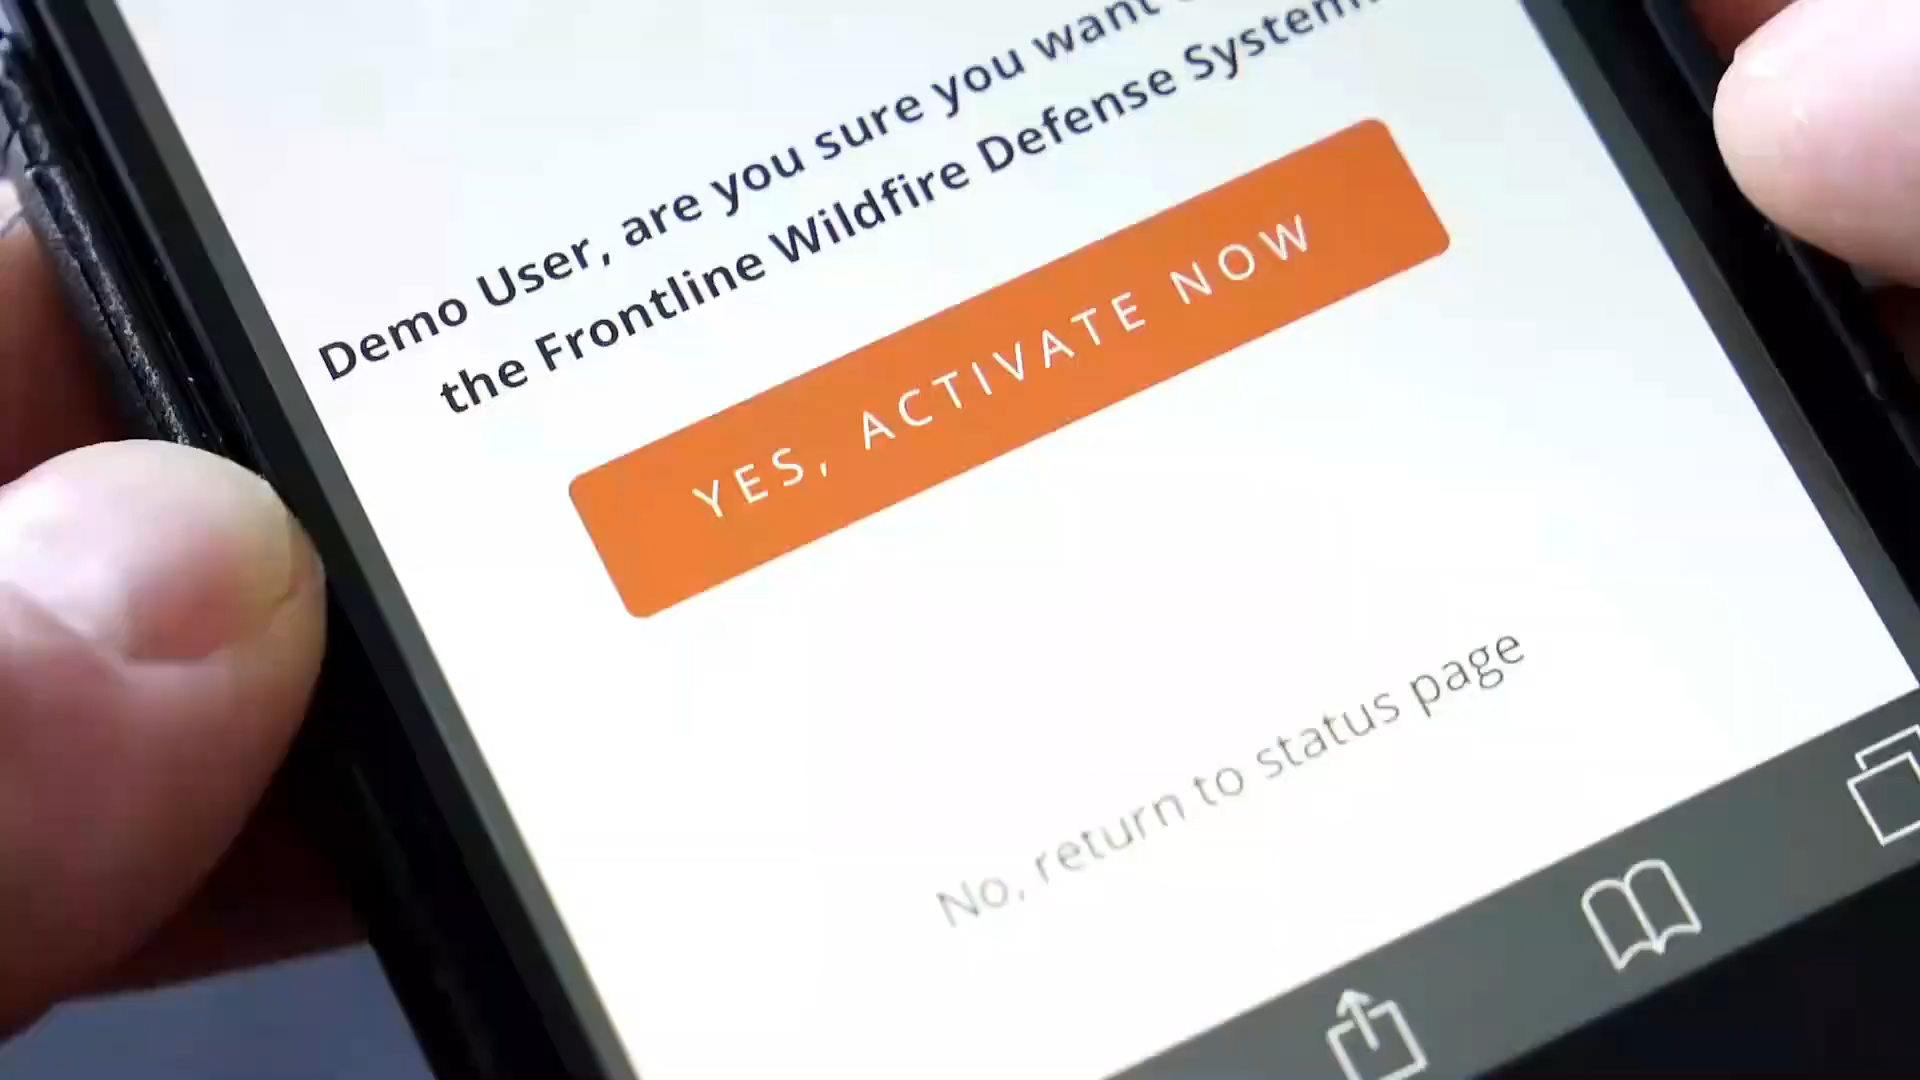 Demo User, are you sure you want
the Frontline Wildfire Defense System
YES, ACTIVATE NOW
No, return to status page